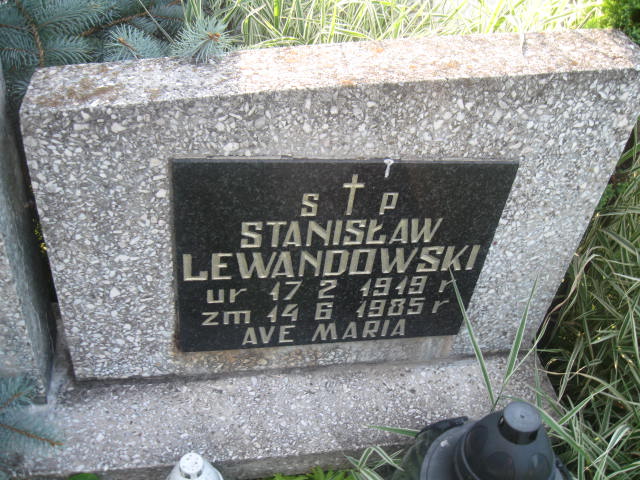 S † P
STANISŁAW
LEWANDOWSKI
ur 17 2 1919 r
zm 14 6 1985 r
AVE MARIA